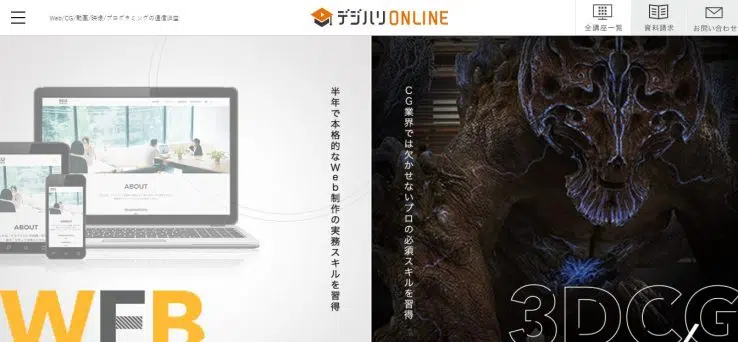 Web/CG/動画/映像/プログラミングの通信講座
デジハリONLINE
全講座一覧
資料請求
お問い合わせ
半年で本格的なWeb制作の実務スキルを習得
CG業界では欠かせないプロの必須スキルを習得
ABOUT
ABOUT
ABOUT
WEB
3DCG